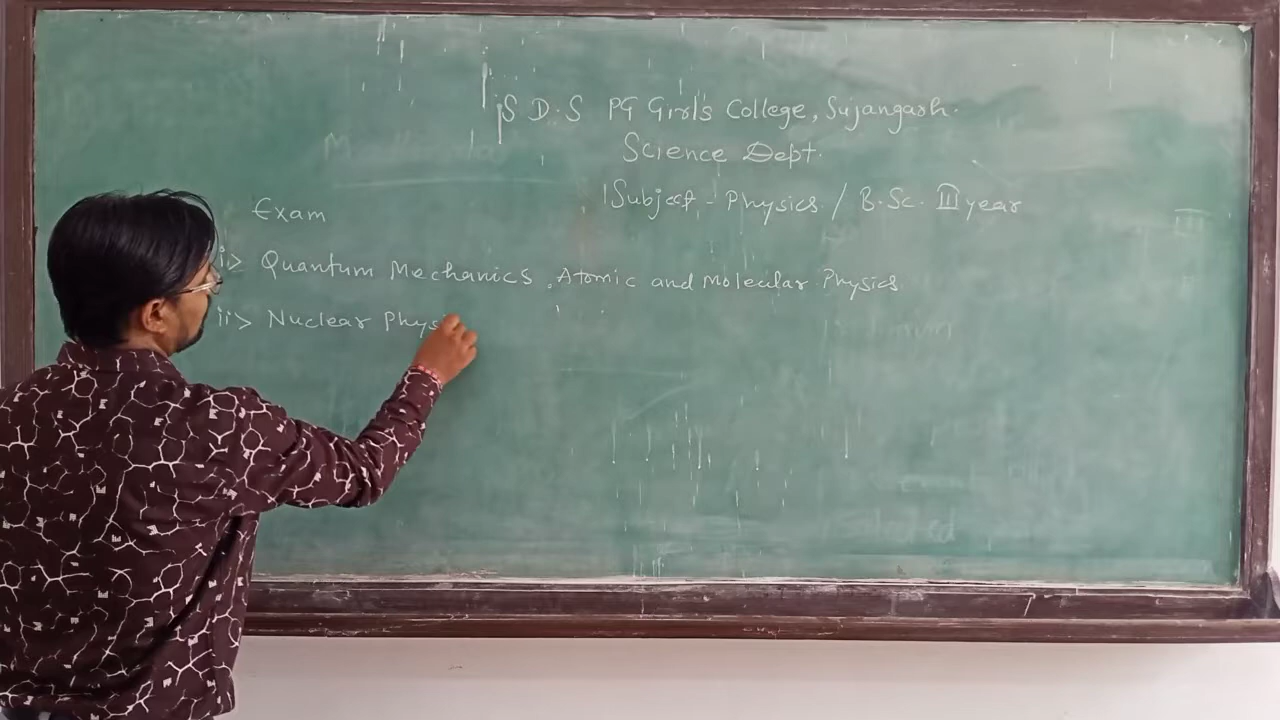 S D.S PG Girl's College, Sujangarh.
Science Dept.
Subject - Physics / B.Sc. III year
Exam
i> Quantum Mechanics, Atomic and Molecular Physics
ii> Nuclear Physi